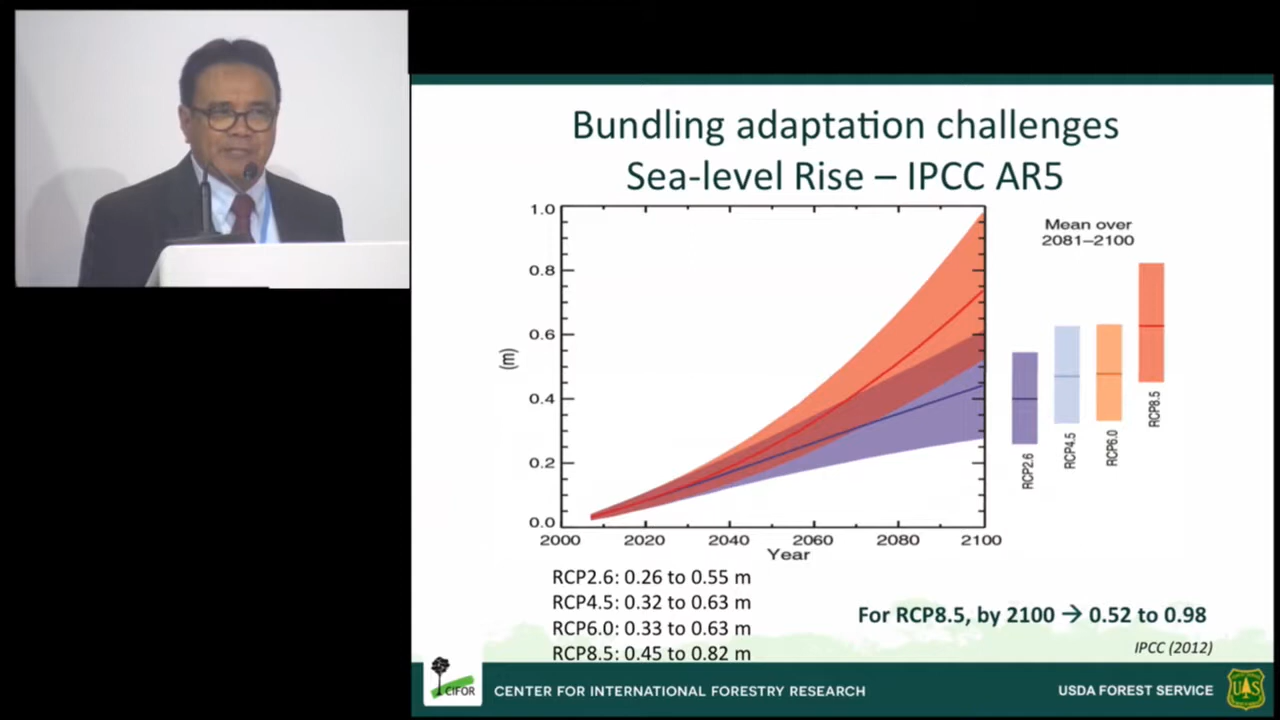 Bundling adaptation challenges
Sea-level Rise – IPCC AR5
1.0
0.8
0.6
0.4
0.2
0.0
(m)
2000 2020 2040 2060 2080 2100
Year
Mean over
2081–2100
RCP2.6
RCP4.5
RCP6.0
RCP8.5
RCP2.6: 0.26 to 0.55 m
RCP4.5: 0.32 to 0.63 m
RCP6.0: 0.33 to 0.63 m
RCP8.5: 0.45 to 0.82 m
For RCP8.5, by 2100 → 0.52 to 0.98
IPCC (2012)
CIFOR
CENTER FOR INTERNATIONAL FORESTRY RESEARCH
USDA FOREST SERVICE
UAS